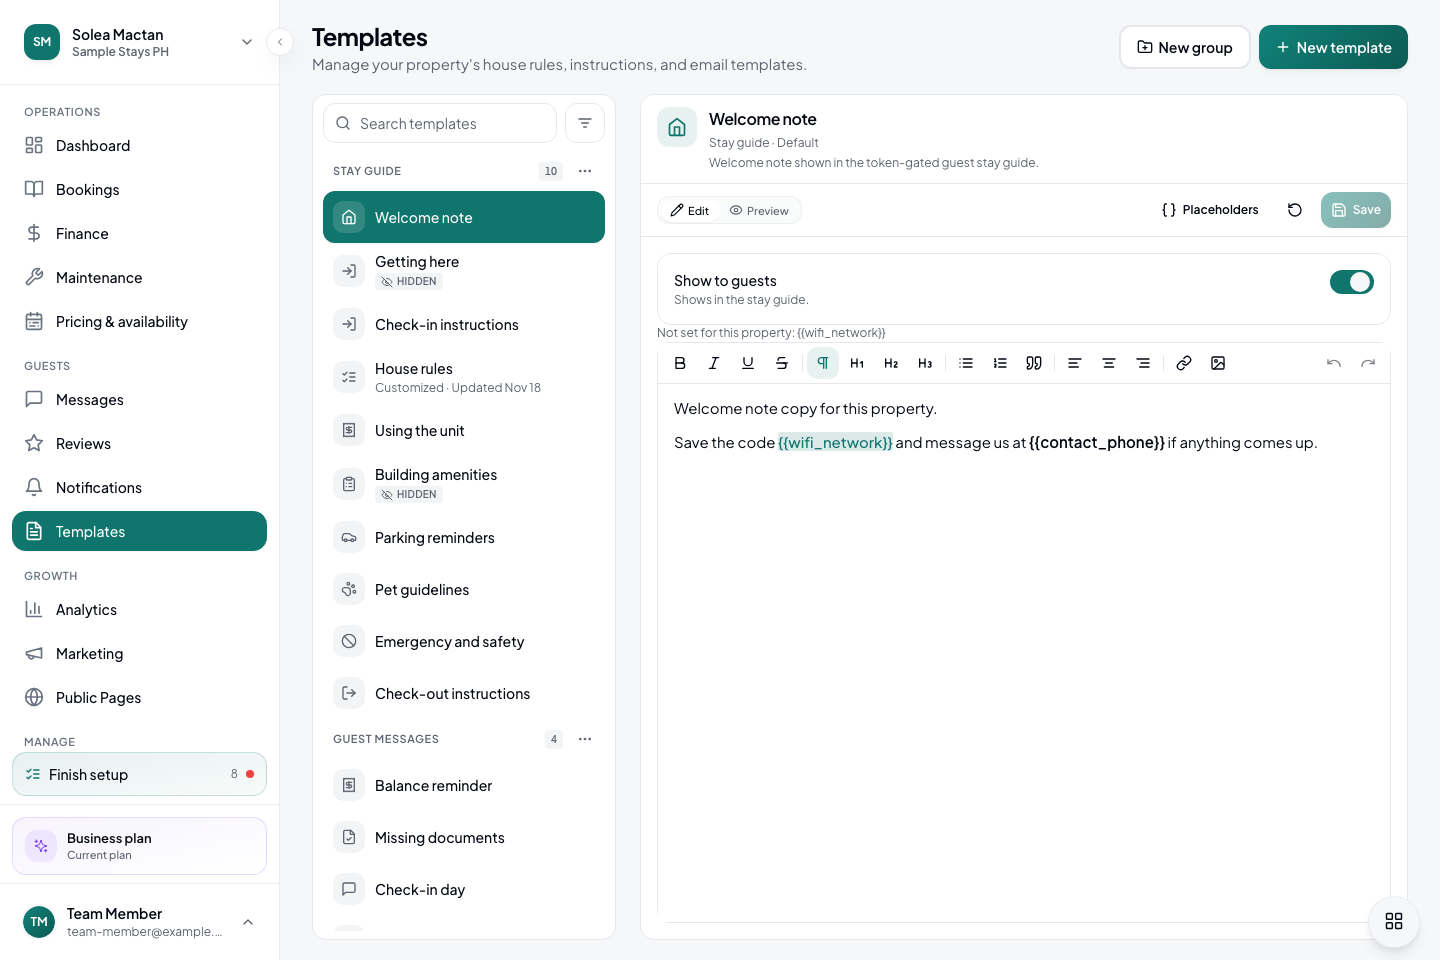 SM
Solea Mactan
Sample Stays PH
OPERATIONS
Dashboard
Bookings
Finance
Maintenance
Pricing & availability
GUESTS
Messages
Reviews
Notifications
Templates
GROWTH
Analytics
Marketing
Public Pages
MANAGE
Finish setup 8
Business plan
Current plan
TM
Team Member
team-member@example....
Templates
Manage your property's house rules, instructions, and email templates.
New group
New template
Search templates
STAY GUIDE 10
Welcome note
Getting here
HIDDEN
Check-in instructions
House rules
Customized · Updated Nov 18
Using the unit
Building amenities
HIDDEN
Parking reminders
Pet guidelines
Emergency and safety
Check-out instructions
GUEST MESSAGES 4
Balance reminder
Missing documents
Check-in day
Welcome note
Stay guide · Default
Welcome note shown in the token-gated guest stay guide.
Edit Preview
Placeholders
Save
Show to guests
Shows in the stay guide.
Not set for this property: {{wifi_network}}
B I U S ¶ H1 H2 H3
Welcome note copy for this property.
Save the code {{wifi_network}} and message us at {{contact_phone}} if anything comes up.